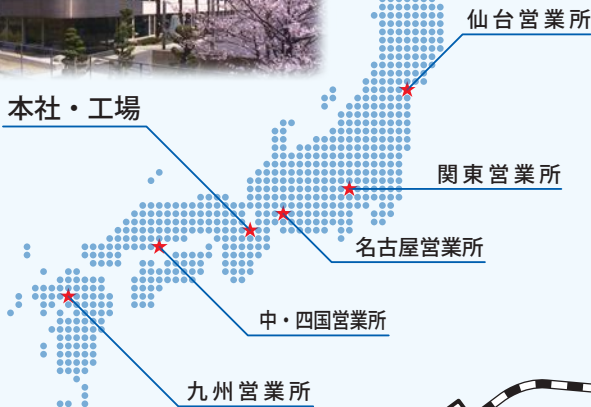 仙台営業所
本社・工場
関東営業所
名古屋営業所
中・四国営業所
九州営業所